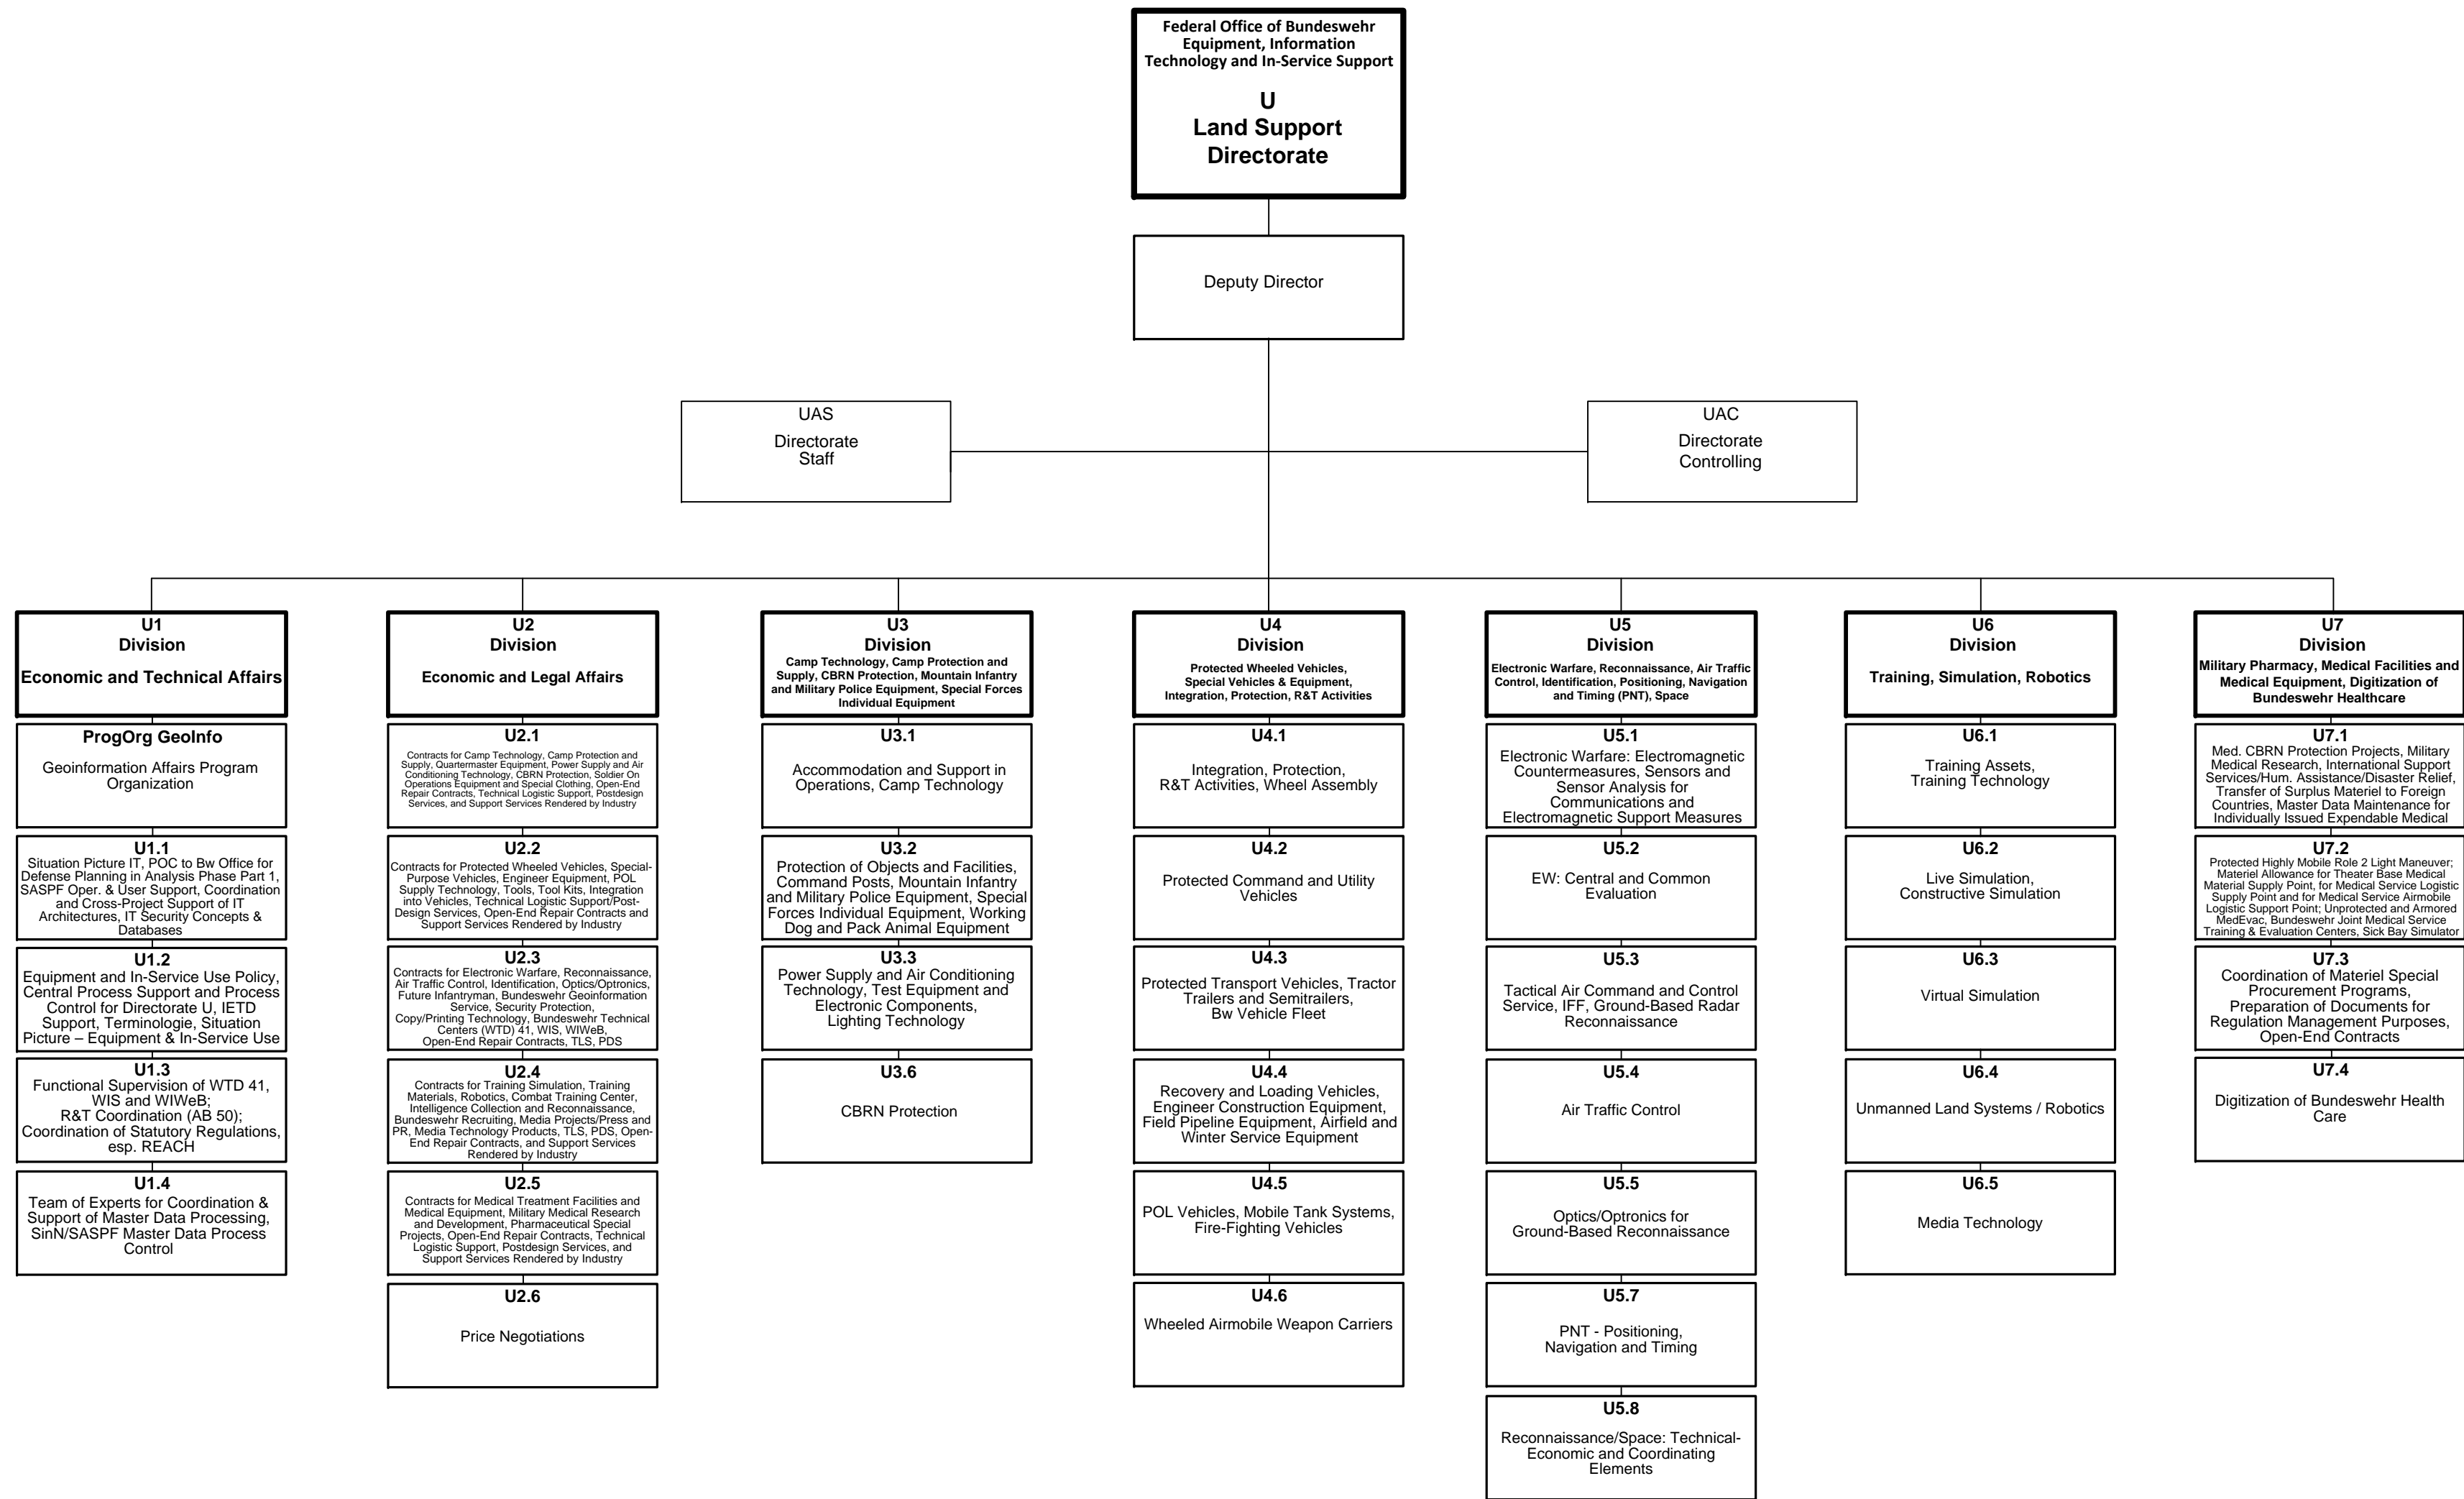 Federal Office of Bundeswehr
Equipment, Information
Technology and In-Service Support
U
Land Support
Directorate
Deputy Director
UAS
Directorate
Staff
UAC
Directorate
Controlling
U1
Division
Economic and Technical Affairs
ProgOrg GeoInfo
Geoinformation Affairs Program
Organization
U1.1
Situation Picture IT, POC to Bw Office for
Defense Planning in Analysis Phase Part 1,
SASPF Oper. & User Support, Coordination
and Cross-Project Support of IT
Architectures, IT Security Concepts &
Databases
U1.2
Equipment and In-Service Use Policy,
Central Process Support and Process
Control for Directorate U, IETD
Support, Terminologie, Situation
Picture – Equipment & In-Service Use
U1.3
Functional Supervision of WTD 41,
WIS and WIWeB;
R&T Coordination (AB 50);
Coordination of Statutory Regulations,
esp. REACH
U1.4
Team of Experts for Coordination &
Support of Master Data Processing,
SinN/SASPF Master Data Process
Control
U2
Division
Economic and Legal Affairs
U2.1
Contracts for Camp Technology, Camp Protection and
Supply, Quartermaster Equipment, Power Supply and Air
Conditioning Technology, CBRN Protection, Soldier On
Operations Equipment and Special Clothing, Open-End
Repair Contracts, Technical Logistic Support, Postdesign
Services, and Support Services Rendered by Industry
U2.2
Contracts for Protected Wheeled Vehicles, Special-
Purpose Vehicles, Engineer Equipment, POL
Supply Technology, Tools, Tool Kits, Integration
into Vehicles, Technical Logistic Support/Post-
Design Services, Open-End Repair Contracts and
Support Services Rendered by Industry
U2.3
Contracts for Electronic Warfare, Reconnaissance,
Air Traffic Control, Identification, Optics/Optronics,
Future Infantryman, Bundeswehr Geoinformation
Service, Security Protection,
Copy/Printing Technology, Bundeswehr Technical
Centers (WTD) 41, WIS, WIWeB,
Open-End Repair Contracts, TLS, PDS
U2.4
Contracts for Training Simulation, Training
Materials, Robotics, Combat Training Center,
Intelligence Collection and Reconnaissance,
Bundeswehr Recruiting, Media Projects/Press and
PR, Media Technology Products, TLS, PDS, Open-
End Repair Contracts, and Support Services
Rendered by Industry
U2.5
Contracts for Medical Treatment Facilities and
Medical Equipment, Military Medical Research
and Development, Pharmaceutical Special
Projects, Open-End Repair Contracts, Technical
Logistic Support, Postdesign Services, and
Support Services Rendered by Industry
U2.6
Price Negotiations
U3
Division
Camp Technology, Camp Protection and
Supply, CBRN Protection, Mountain Infantry
and Military Police Equipment, Special Forces
Individual Equipment
U3.1
Accommodation and Support in
Operations, Camp Technology
U3.2
Protection of Objects and Facilities,
Command Posts, Mountain Infantry
and Military Police Equipment, Special
Forces Individual Equipment, Working
Dog and Pack Animal Equipment
U3.3
Power Supply and Air Conditioning
Technology, Test Equipment and
Electronic Components,
Lighting Technology
U3.6
CBRN Protection
U4
Division
Protected Wheeled Vehicles,
Special Vehicles & Equipment,
Integration, Protection, R&T Activities
U4.1
Integration, Protection,
R&T Activities, Wheel Assembly
U4.2
Protected Command and Utility
Vehicles
U4.3
Protected Transport Vehicles, Tractor
Trailers and Semitrailers,
Bw Vehicle Fleet
U4.4
Recovery and Loading Vehicles,
Engineer Construction Equipment,
Field Pipeline Equipment, Airfield and
Winter Service Equipment
U4.5
POL Vehicles, Mobile Tank Systems,
Fire-Fighting Vehicles
U4.6
Wheeled Airmobile Weapon Carriers
U5
Division
Electronic Warfare, Reconnaissance, Air Traffic
Control, Identification, Positioning, Navigation
and Timing (PNT), Space
U5.1
Electronic Warfare: Electromagnetic
Countermeasures, Sensors and
Sensor Analysis for
Communications and
Electromagnetic Support Measures
U5.2
EW: Central and Common
Evaluation
U5.3
Tactical Air Command and Control
Service, IFF, Ground-Based Radar
Reconnaissance
U5.4
Air Traffic Control
U5.5
Optics/Optronics for
Ground-Based Reconnaissance
U5.7
PNT - Positioning,
Navigation and Timing
U5.8
Reconnaissance/Space: Technical-
Economic and Coordinating
Elements
U6
Division
Training, Simulation, Robotics
U6.1
Training Assets,
Training Technology
U6.2
Live Simulation,
Constructive Simulation
U6.3
Virtual Simulation
U6.4
Unmanned Land Systems / Robotics
U6.5
Media Technology
U7
Division
Military Pharmacy, Medical Facilities and
Medical Equipment, Digitization of
Bundeswehr Healthcare
U7.1
Med. CBRN Protection Projects, Military
Medical Research, International Support
Services/Hum. Assistance/Disaster Relief,
Transfer of Surplus Materiel to Foreign
Countries, Master Data Maintenance for
Individually Issued Expendable Medical
U7.2
Protected Highly Mobile Role 2 Light Maneuver;
Materiel Allowance for Theater Base Medical
Material Supply Point, for Medical Service Logistic
Supply Point and for Medical Service Airmobile
Logistic Support Point; Unprotected and Armored
MedEvac, Bundeswehr Joint Medical Service
Training & Evaluation Centers, Sick Bay Simulator
U7.3
Coordination of Materiel Special
Procurement Programs,
Preparation of Documents for
Regulation Management Purposes,
Open-End Contracts
U7.4
Digitization of Bundeswehr Health
Care